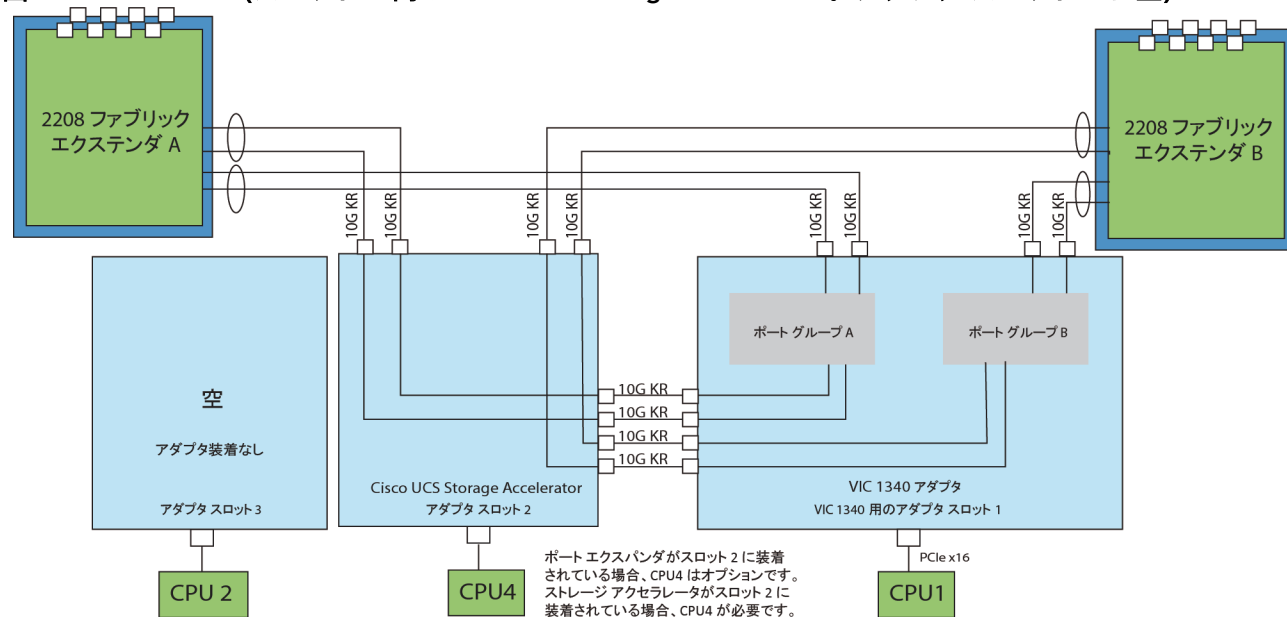 2208 ファブリック
エクステンダ A
2208 ファブリック
エクステンダ B
10G KR
10G KR
10G KR
10G KR
10G KR
10G KR
10G KR
10G KR
ポート グループ A
ポート グループ B
空
アダプタ装着なし
アダプタ スロット 3
10G KR
10G KR
10G KR
10G KR
Cisco UCS Storage Accelerator
アダプタ スロット 2
VIC 1340 アダプタ
VIC 1340 用のアダプタ スロット 1
CPU 2
CPU4
ポート エクスパンダがスロット 2 に装着
されている場合、CPU4 はオプションです。
ストレージ アクセラレータがスロット 2 に
装着されている場合、CPU4 が必要です。
PCIe x16
CPU1